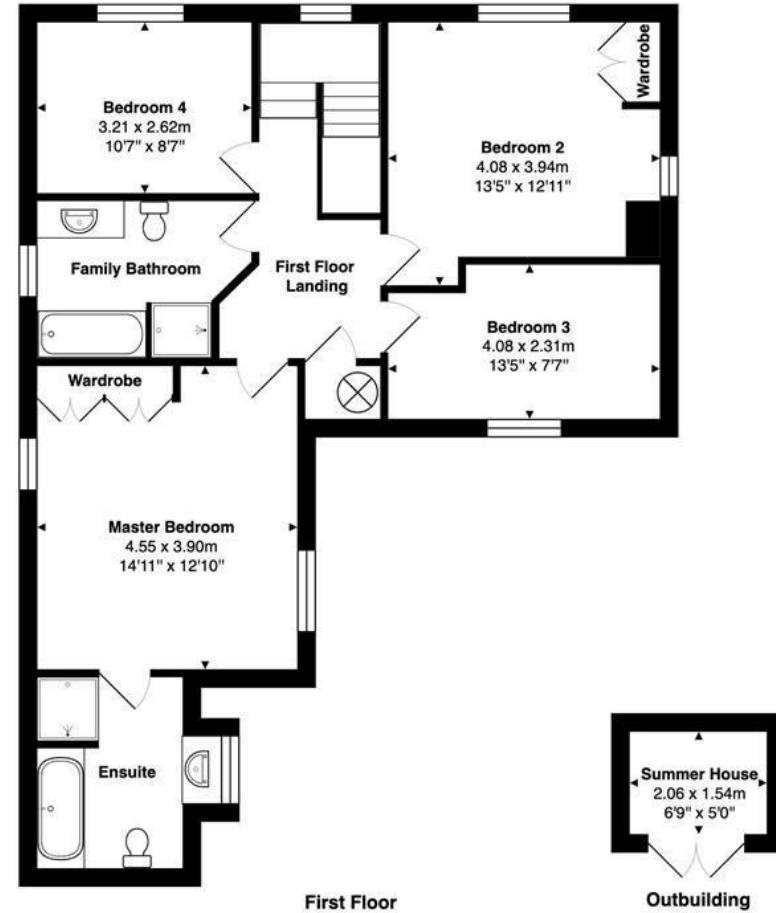 Bedroom 4
3.21 x 2.62m
10'7" x 8'7"
Wardrobe
Bedroom 2
4.08 x 3.94m
13'5" x 12'11"
Family Bathroom
First Floor
Landing
Bedroom 3
4.08 x 2.31m
13'5" x 7'7"
Wardrobe
Master Bedroom
4.55 x 3.90m
14'11" x 12'10"
Ensuite
Summer House
2.06 x 1.54m
6'9" x 5'0"
First Floor
Outbuilding